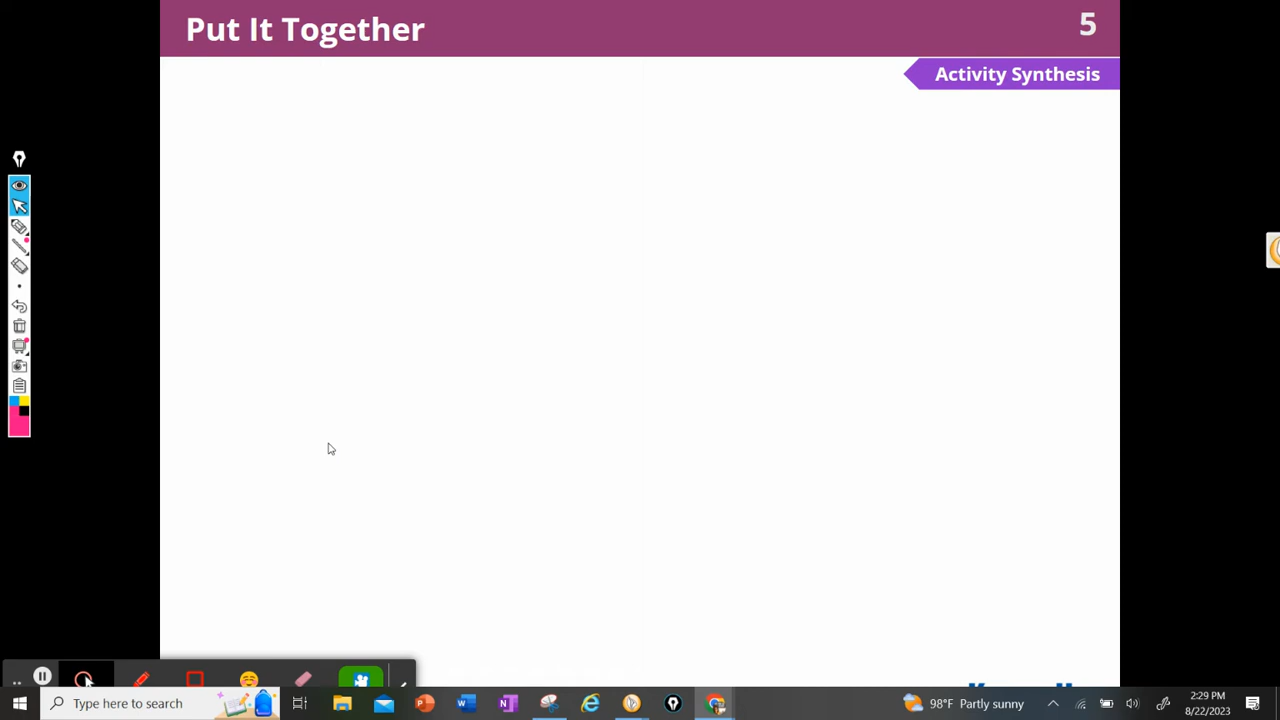 Put It Together
5
Activity Synthesis
Type here to search
98°F Partly sunny
2:29 PM
8/22/2023